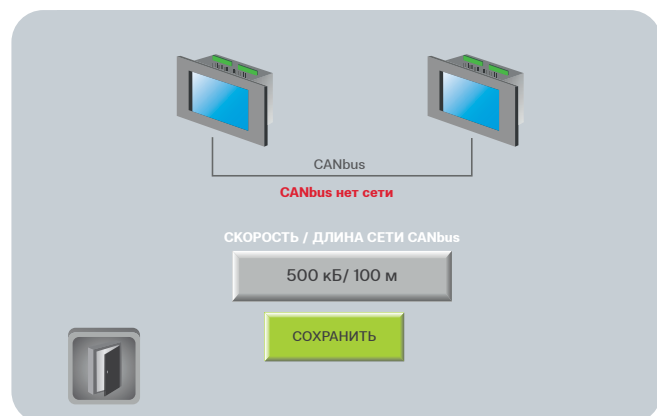 CANbus
CANbus нет сети
СКОРОСТЬ / ДЛИНА СЕТИ CANbus
500 кБ/ 100 м
СОХРАНИТЬ